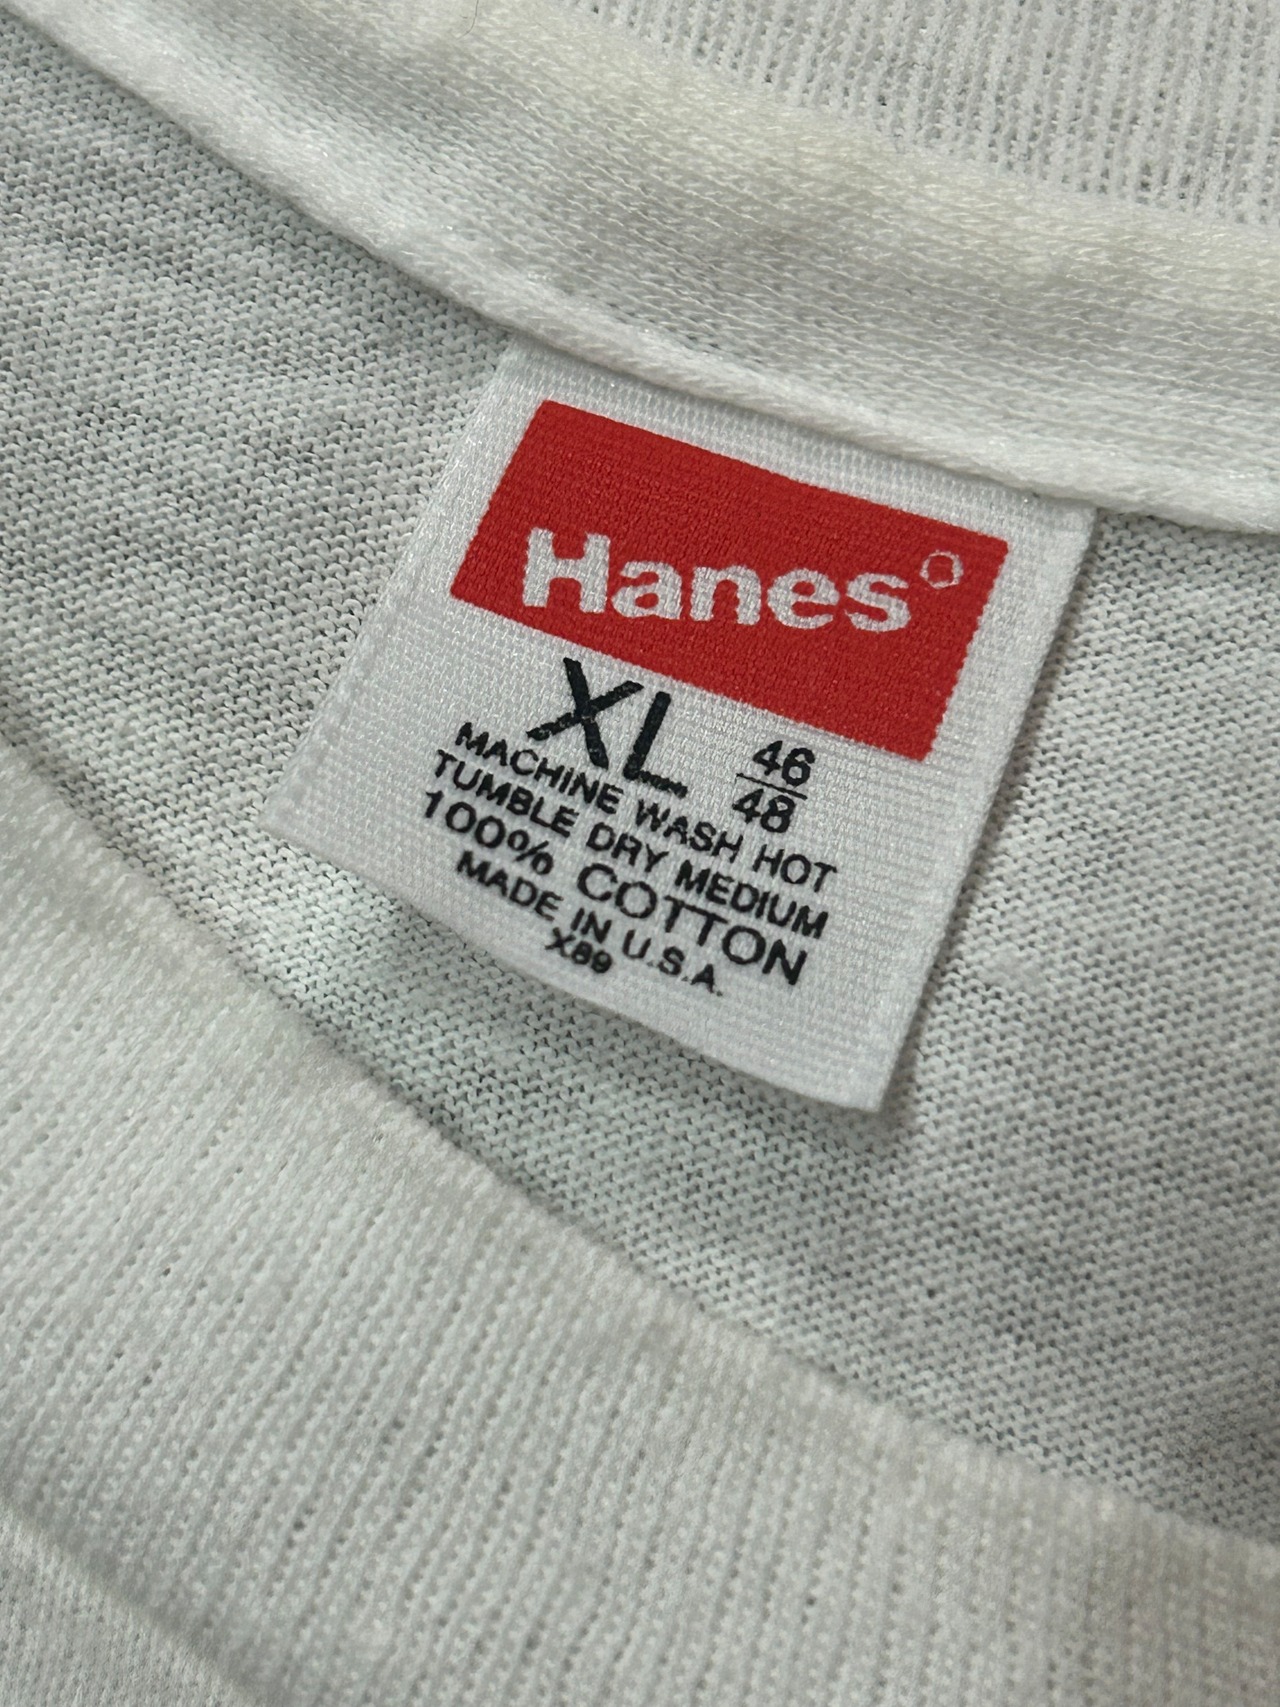 Hanes
XL 46/48
MACHINE WASH HOT
TUMBLE DRY MEDIUM
100% COTTON
MADE IN U.S.A.
X89